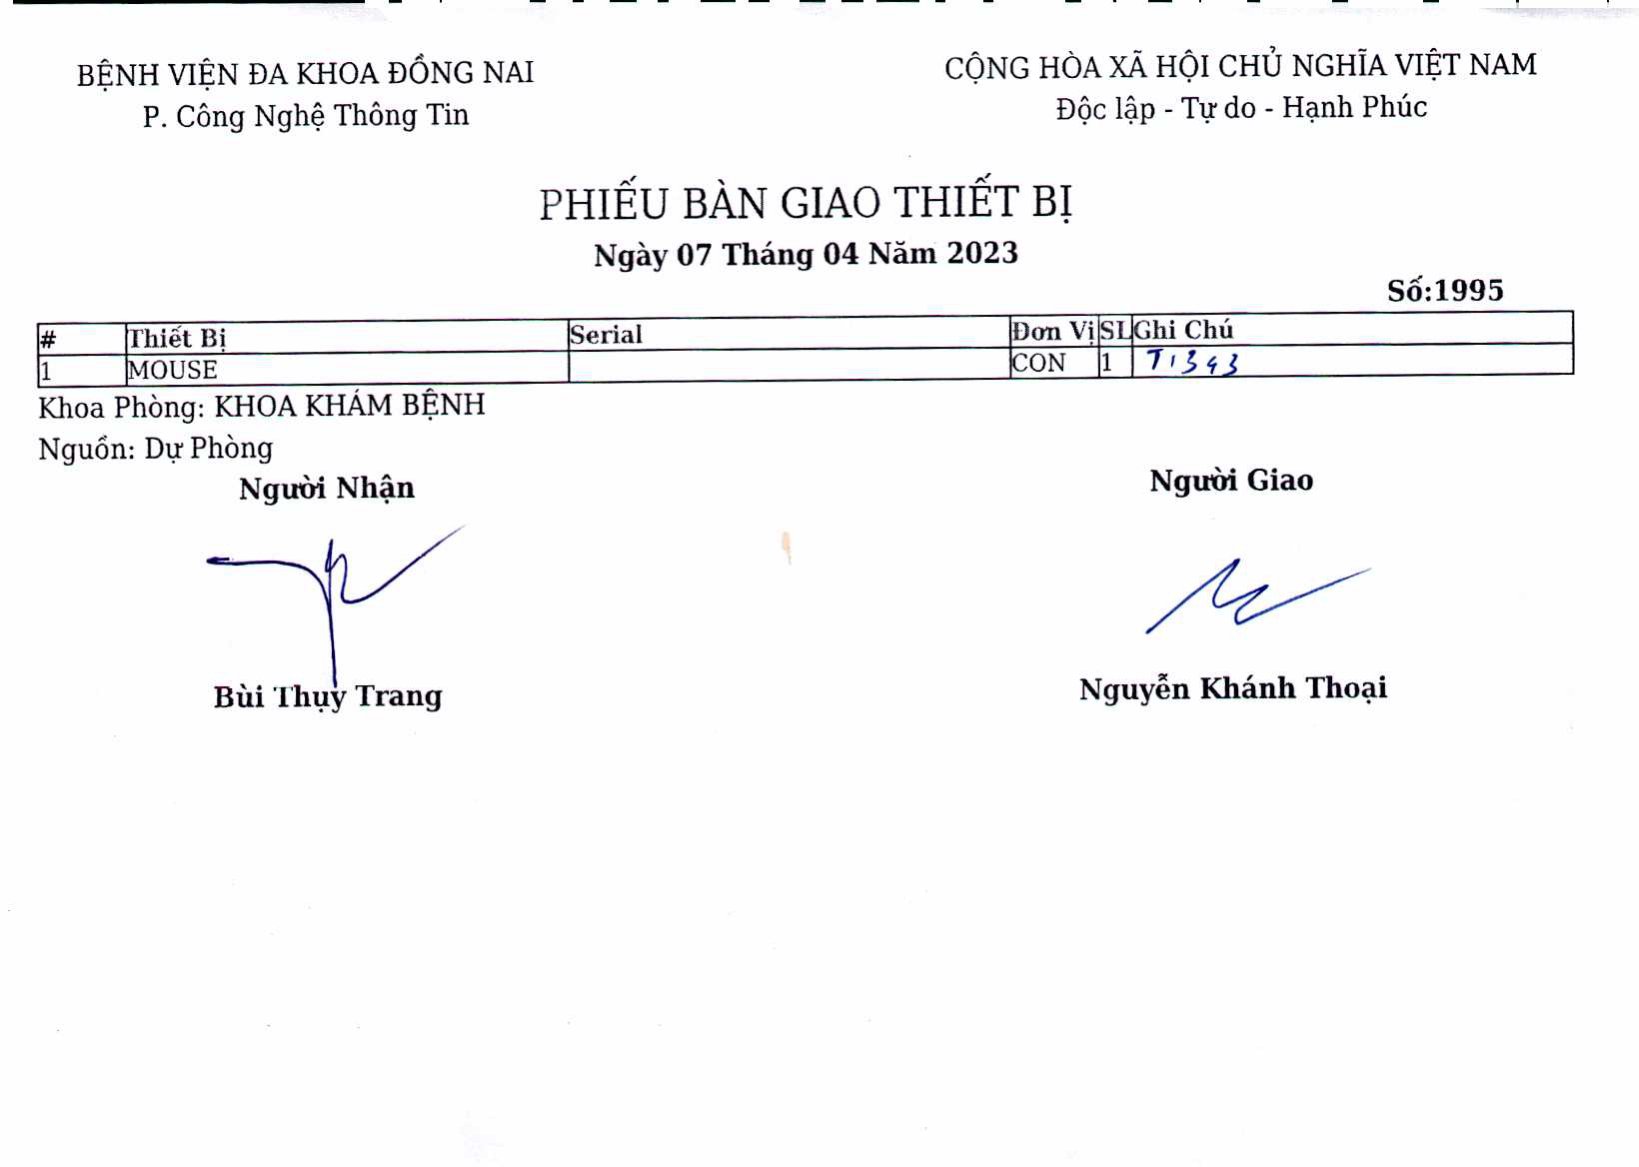 BỆNH VIỆN ĐA KHOA ĐỒNG NAI
P. Công Nghệ Thông Tin
CỘNG HÒA XÃ HỘI CHỦ NGHĨA VIỆT NAM
Độc lập - Tự do - Hạnh Phúc
PHIẾU BÀN GIAO THIẾT BỊ
Ngày 07 Tháng 04 Năm 2023
Số:1995
# Thiết Bị Serial Đơn Vị SL Ghi Chú
1 MOUSE CON 1 T1343
Khoa Phòng: KHOA KHÁM BỆNH
Nguồn: Dự Phòng
Người Nhận
Người Giao
Bùi Thụy Trang
Nguyễn Khánh Thoại